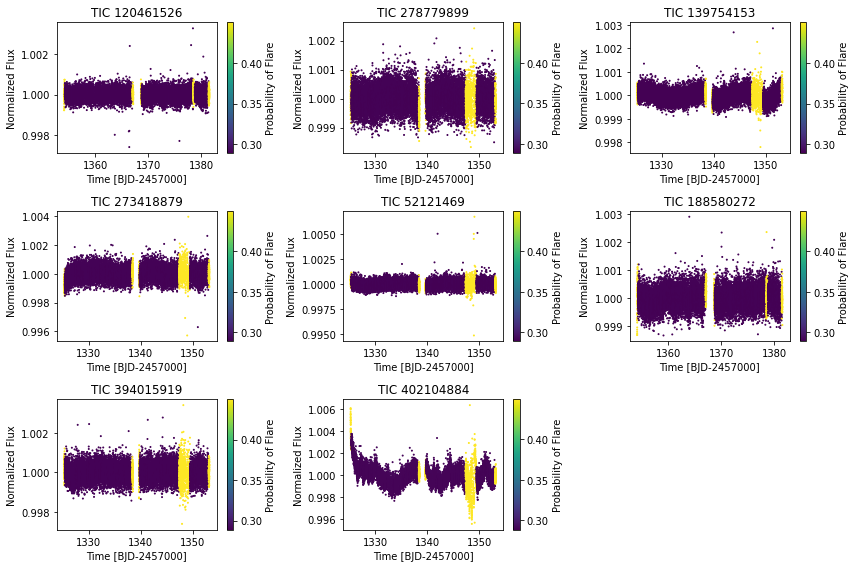 TIC 120461526
1.002
1.000
0.998
Normalized Flux
1360
1370
1380
Time [BJD-2457000]
0.40
0.35
0.30
Probability of Flare
TIC 278779899
1.002
1.001
1.000
0.999
Normalized Flux
1330
1340
1350
Time [BJD-2457000]
0.40
0.35
0.30
Probability of Flare
TIC 139754153
1.003
1.002
1.001
1.000
0.999
0.998
Normalized Flux
1330
1340
1350
Time [BJD-2457000]
0.40
0.35
0.30
Probability of Flare
TIC 273418879
1.004
1.002
1.000
0.998
0.996
Normalized Flux
1330
1340
1350
Time [BJD-2457000]
0.40
0.35
0.30
Probability of Flare
TIC 52121469
1.0050
1.0025
1.0000
0.9975
0.9950
Normalized Flux
1330
1340
1350
Time [BJD-2457000]
0.40
0.35
0.30
Probability of Flare
TIC 188580272
1.003
1.002
1.001
1.000
0.999
Normalized Flux
1360
1370
1380
Time [BJD-2457000]
0.40
0.35
0.30
Probability of Flare
TIC 394015919
1.002
1.000
0.998
Normalized Flux
1330
1340
1350
Time [BJD-2457000]
0.40
0.35
0.30
Probability of Flare
TIC 402104884
1.006
1.004
1.002
1.000
0.998
0.996
Normalized Flux
1330
1340
1350
Time [BJD-2457000]
0.40
0.35
0.30
Probability of Flare